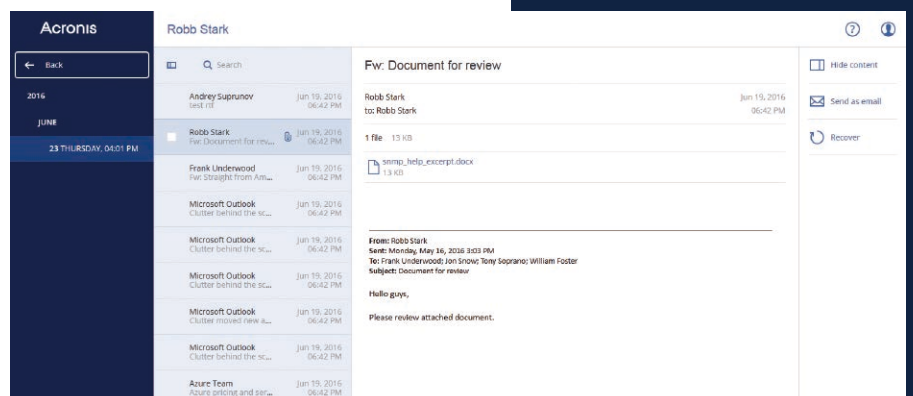 Acronis
Robb Stark
Back
2016
JUNE
23 THURSDAY, 04:01 PM
Search
Andrey Suprunov Jun 19, 2016
test rtf 06:42 PM
Robb Stark Jun 19, 2016
Fw: Document for rev... 06:42 PM
Frank Underwood Jun 19, 2016
Fw: Straight from Am... 06:42 PM
Microsoft Outlook Jun 19, 2016
Clutter behind the sc... 06:42 PM
Microsoft Outlook Jun 19, 2016
Clutter behind the sc... 06:42 PM
Microsoft Outlook Jun 19, 2016
Clutter behind the sc... 06:42 PM
Microsoft Outlook Jun 19, 2016
Clutter moved new a... 06:42 PM
Microsoft Outlook Jun 19, 2016
Clutter behind the sc... 06:42 PM
Azure Team Jun 19, 2016
Azure pricing and ser... 06:42 PM
Fw: Document for review
Robb Stark Jun 19, 2016
to: Robb Stark 06:42 PM
1 file 13 KB
snmp_help_excerpt.docx
13 KB
From: Robb Stark
Sent: Monday, May 16, 2016 3:03 PM
To: Frank Underwood; Jon Snow; Tony Soprano; William Foster
Subject: Document for review
Hello guys,
Please review attached document.
?
Hide content
Send as email
Recover